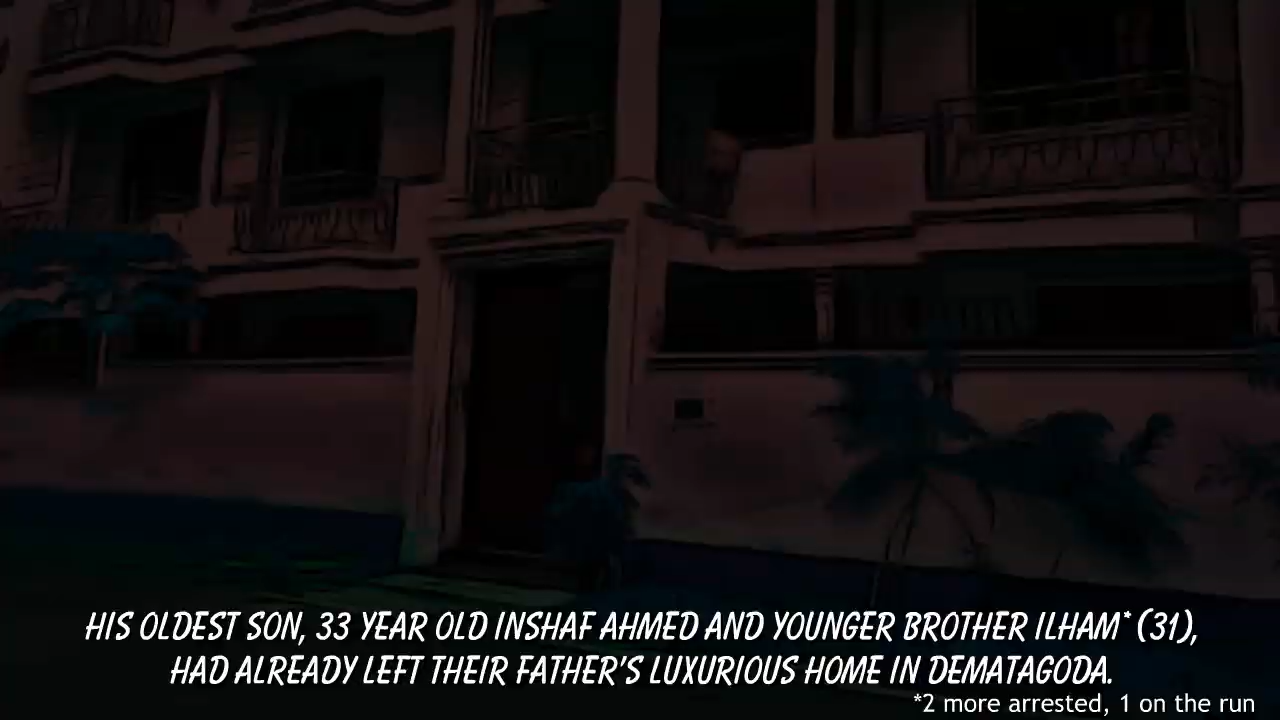 HIS OLDEST SON, 33 YEAR OLD INSHAF AHMED AND YOUNGER BROTHER ILHAM* (31),
HAD ALREADY LEFT THEIR FATHER'S LUXURIOUS HOME IN DEMATAGODA.
*2 more arrested, 1 on the run